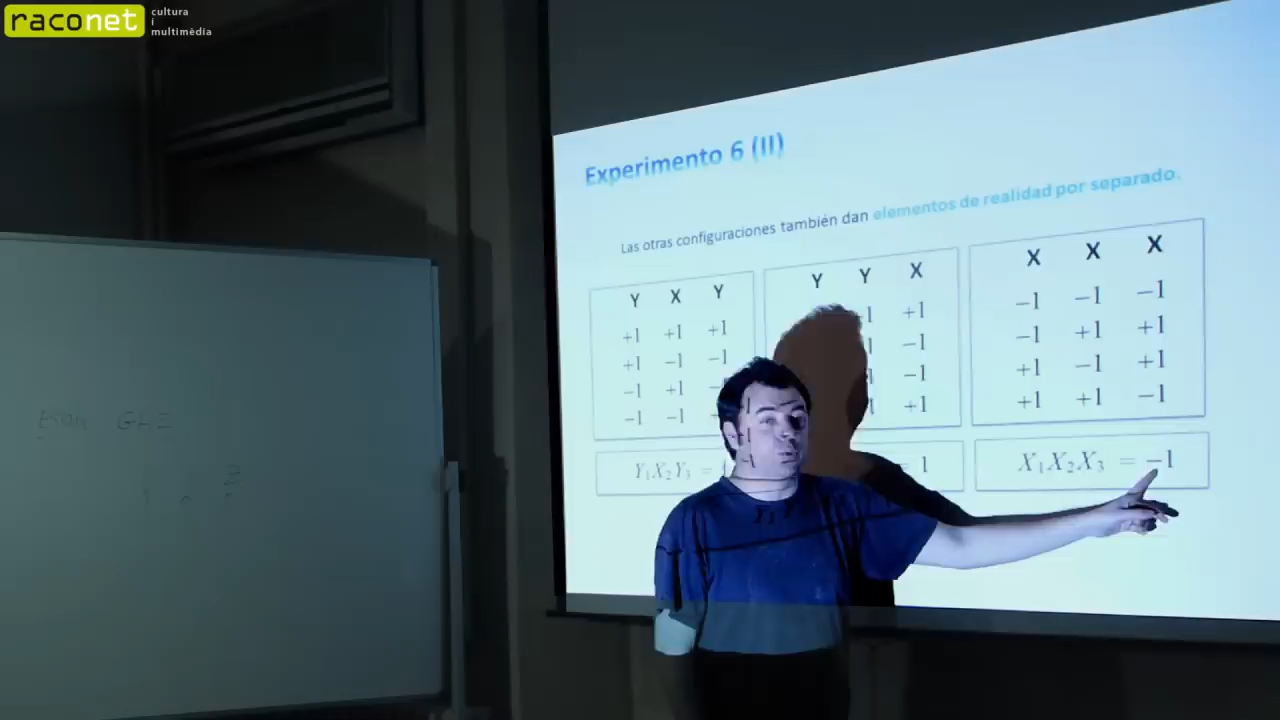 raconet
cultura
i
multimèdia
Experimento 6 (II)
Las otras configuraciones también dan elementos de realidad por separado.
Y X Y
+1 +1 +1
+1 −1 −1
−1 +1
−1 −1
Y₁X₂Y₃ =
Y Y X
+1
−1
−1
+1
= 1
X X X
−1 −1 −1
−1 +1 +1
+1 −1 +1
+1 +1 −1
X₁X₂X₃ = −1